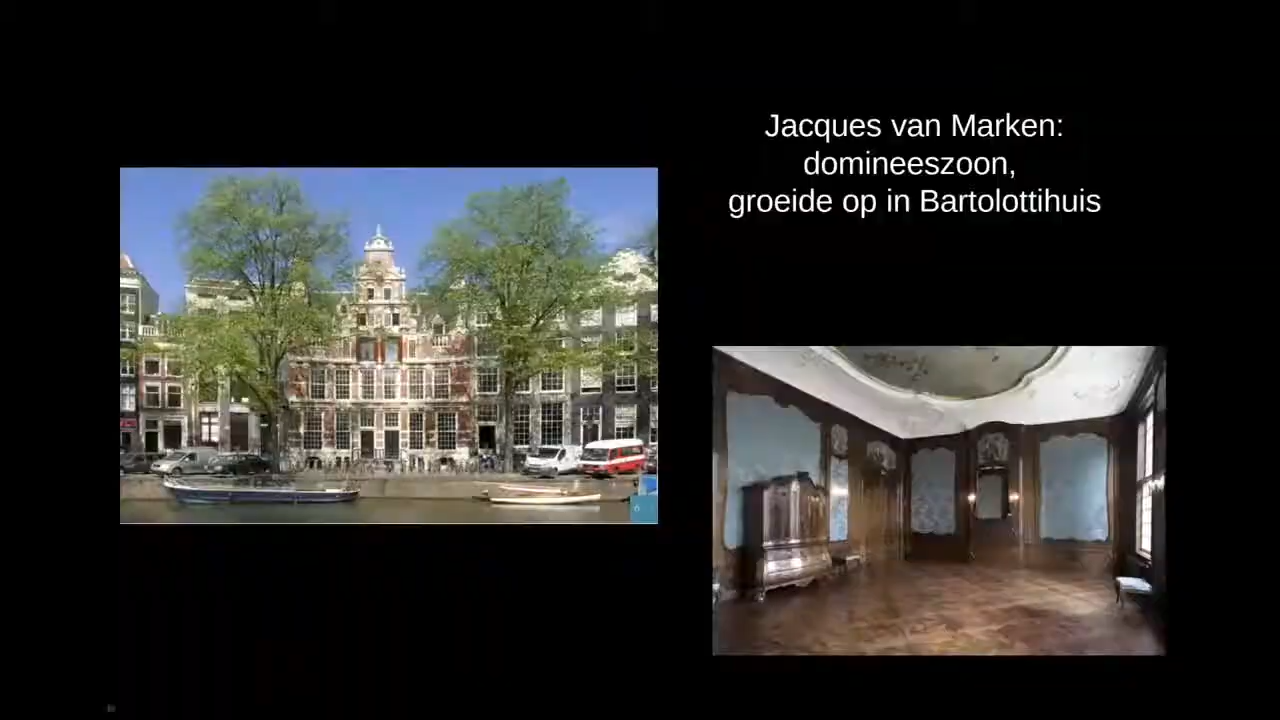 Jacques van Marken:
domineeszoon,
groeide op in Bartolottihuis